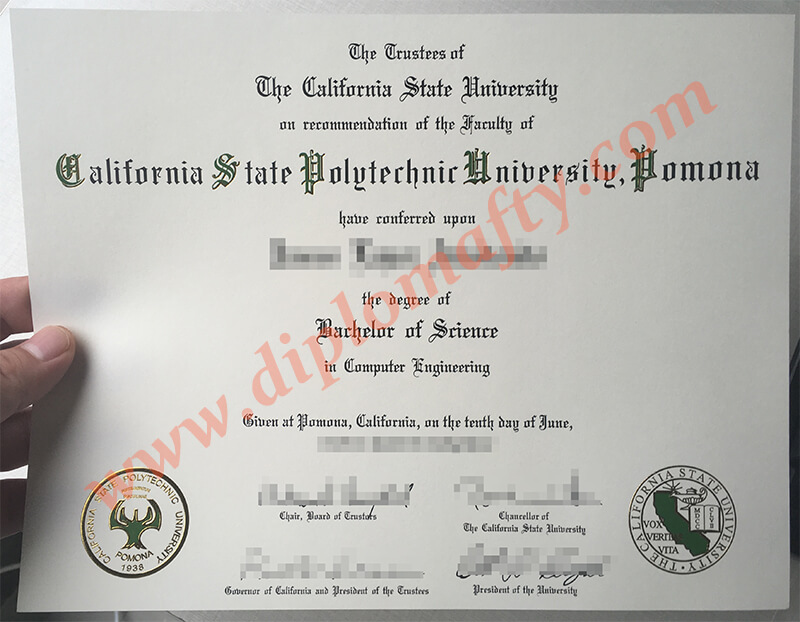 The Trustees of
The California State University
on recommendation of the Faculty of
California State Polytechnic University, Pomona
have conferred upon
the degree of
Bachelor of Science
in Computer Engineering
Given at Pomona, California, on the tenth day of June,
Chair, Board of Trustees
Chancellor of
The California State University
Governor of California and President of the Trustees
President of the University
CALIFORNIA STATE POLYTECHNIC UNIVERSITY
POMONA
1938
THE CALIFORNIA STATE UNIVERSITY
VOX
VERITAS
VITA
www.diplomafty.com